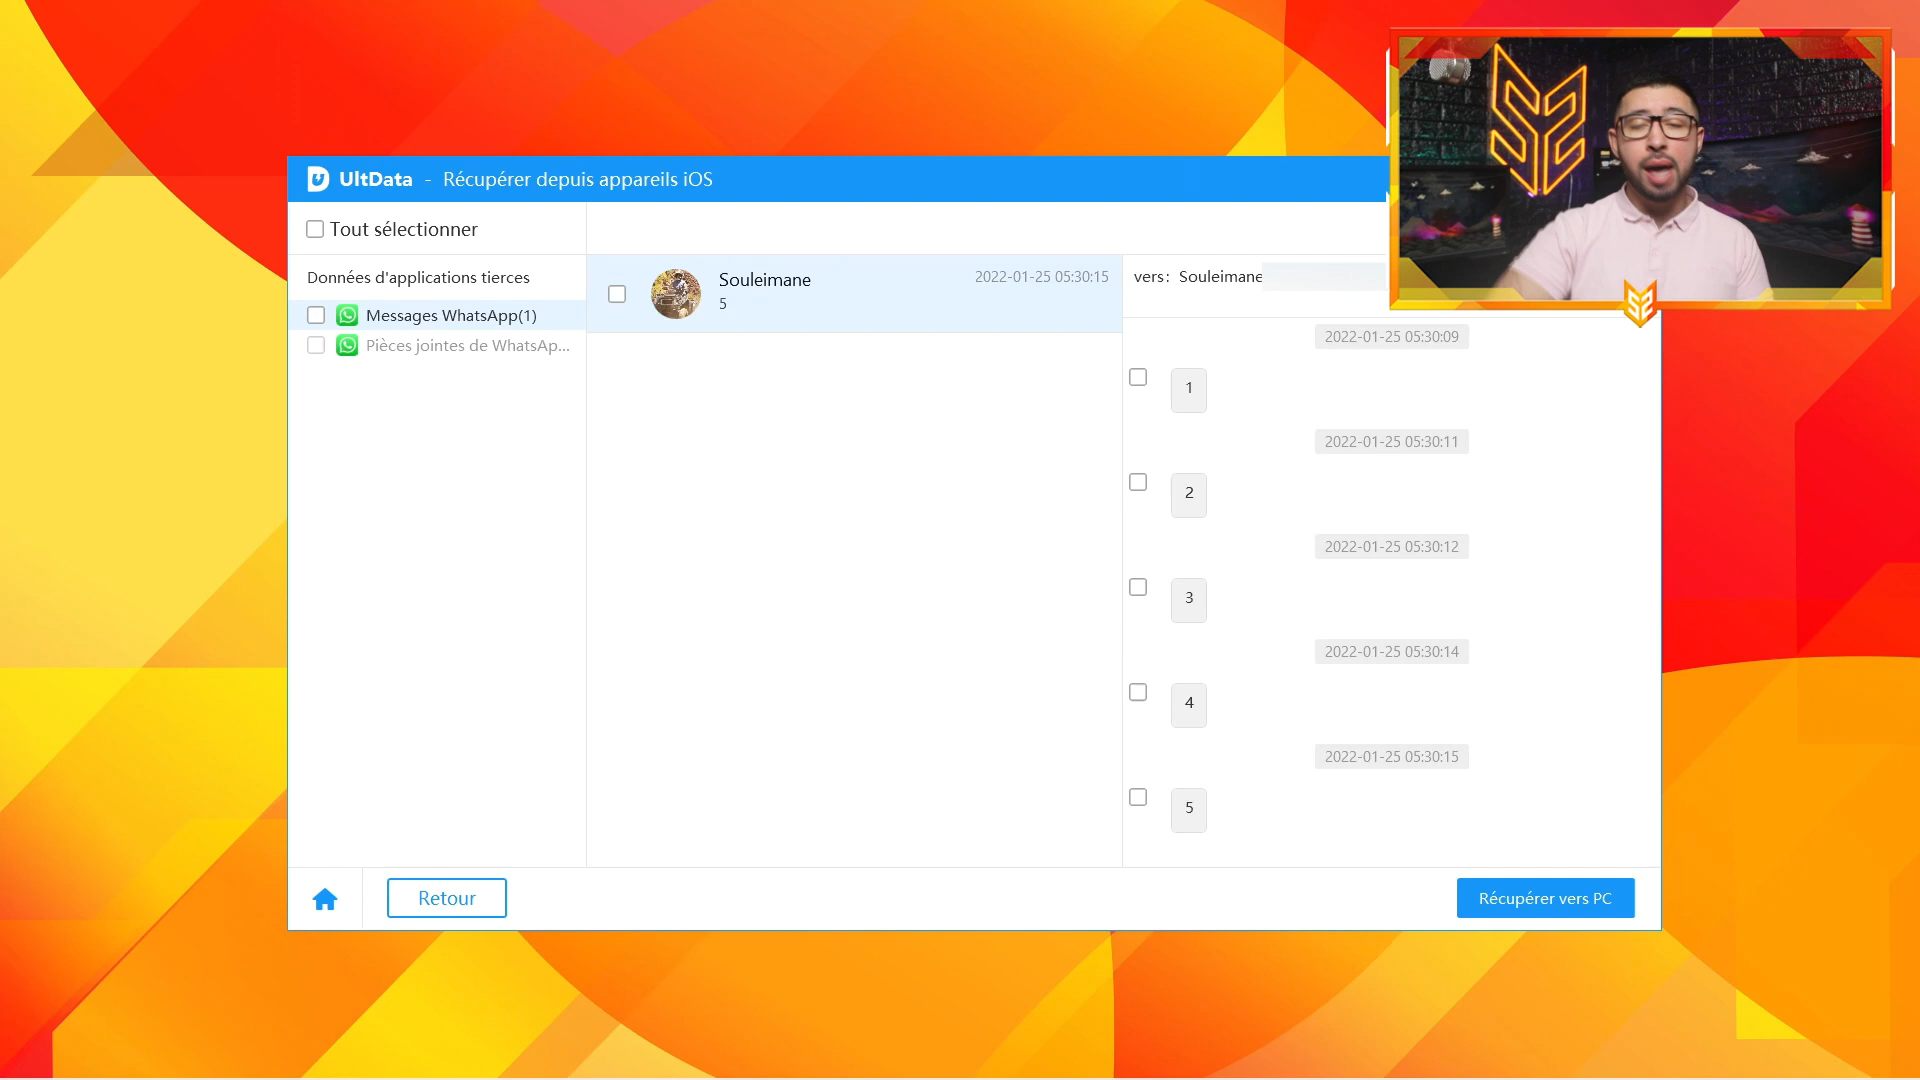 UltData - Récupérer depuis appareils iOS
Tout sélectionner
Données d'applications tierces
Messages WhatsApp(1)
Pièces jointes de WhatsAp...
Souleimane
2022-01-25 05:30:15
5
vers: Souleimane
2022-01-25 05:30:09
1
2022-01-25 05:30:11
2
2022-01-25 05:30:12
3
2022-01-25 05:30:14
4
2022-01-25 05:30:15
5
Retour
Récupérer vers PC